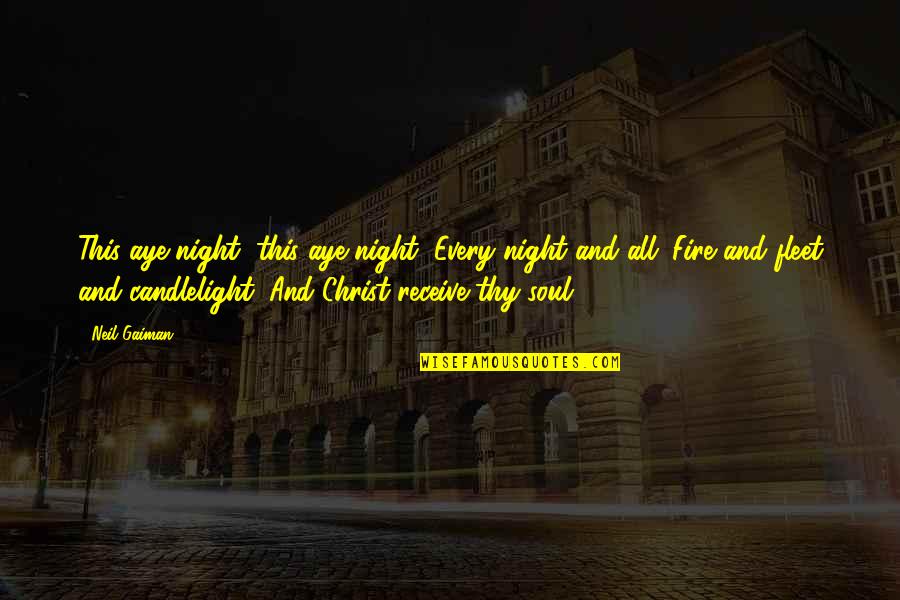 This aye night, this aye night, Every night and all, Fire and fleet
and candlelight, And Christ receive thy soul
Neil Gaiman
WISEFAMOUSQUOTES.COM